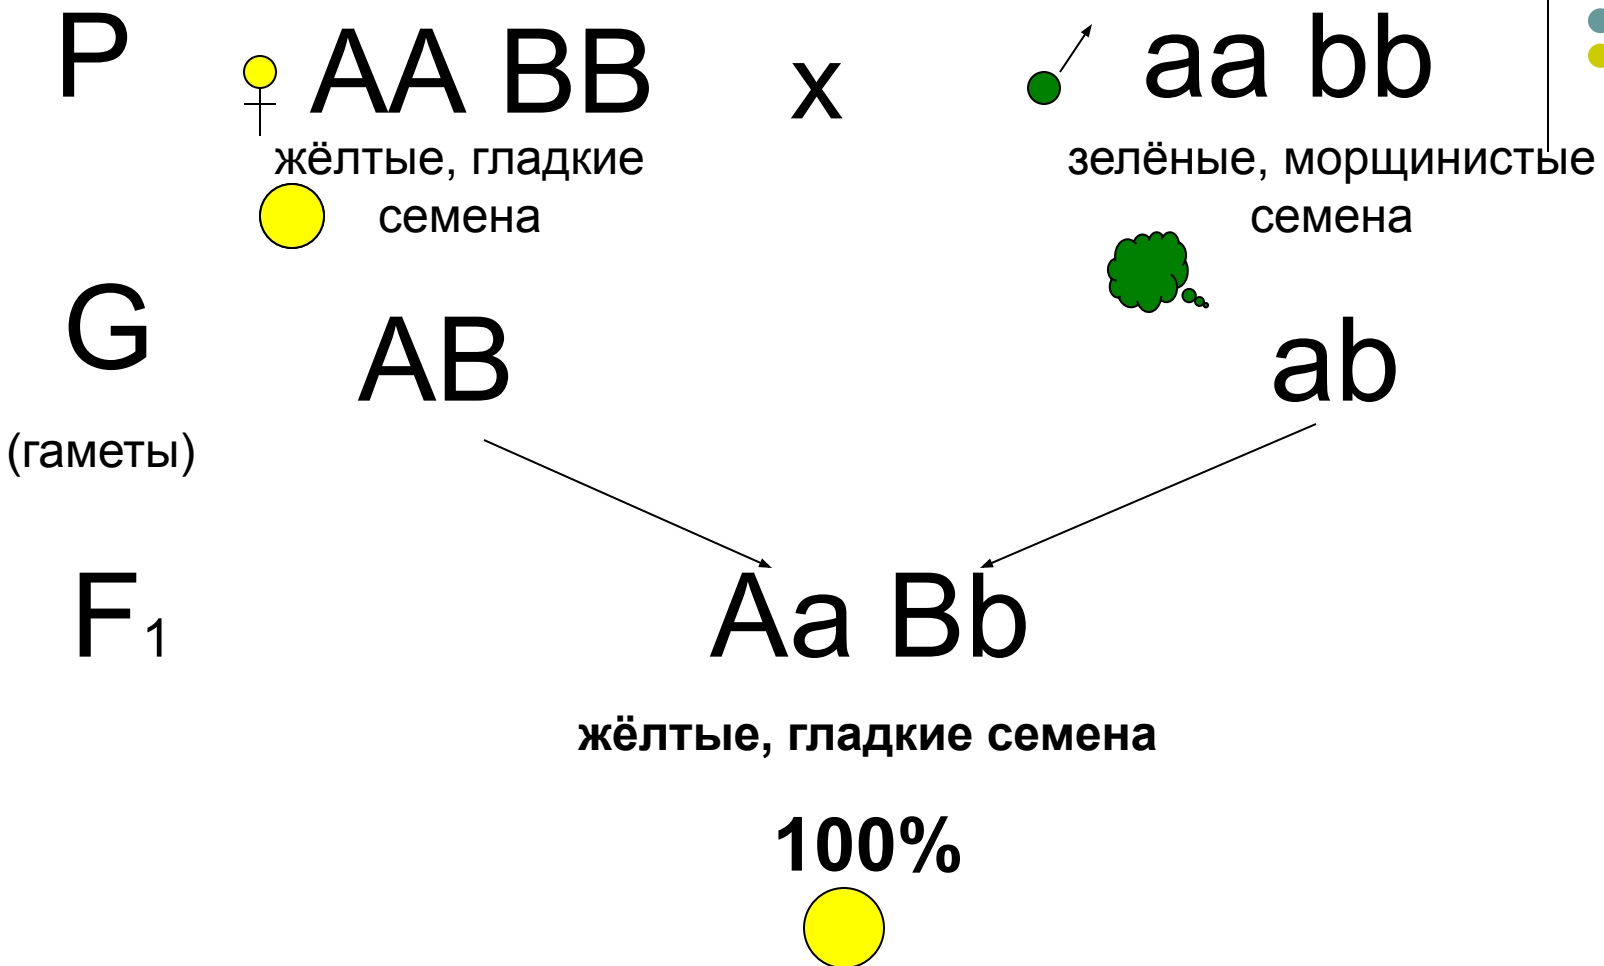 P AA BB x aa bb
жёлтые, гладкие семена
зелёные, морщинистые семена
G AB ab
(гаметы)
F₁ Aa Bb
жёлтые, гладкие семена
100%